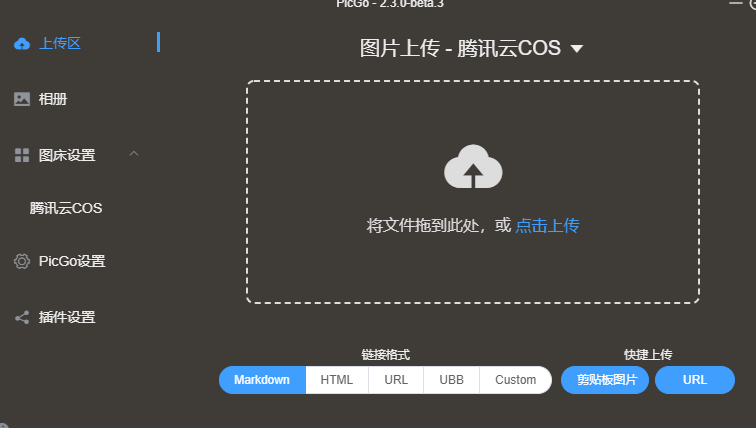 PicGo - 2.3.0-beta.3
上传区
图片上传 - 腾讯云COS
相册
图床设置
腾讯云COS
将文件拖到此处，或 点击上传
PicGo设置
插件设置
链接格式
快捷上传
Markdown HTML URL UBB Custom
剪贴板图片 URL